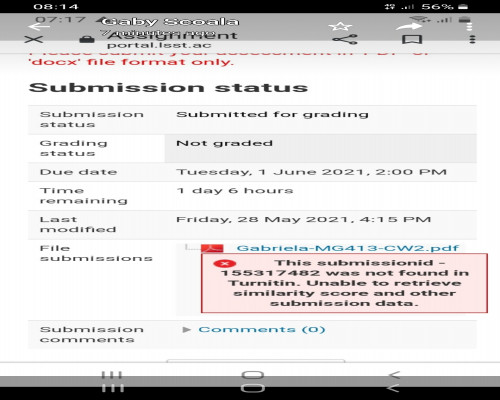 08:14
56%
07:17
Gaby Scoala
7 minutes ago
Assignment
portal.lsst.ac
Please submit your assessment in PDF or
'docx' file format only.
Submission status
Submission status Submitted for grading
Grading status Not graded
Due date Tuesday, 1 June 2021, 2:00 PM
Time remaining 1 day 6 hours
Last modified Friday, 28 May 2021, 4:15 PM
File submissions Gabriela-MG413-CW2.pdf
This submissionid -
155317482 was not found in
Turnitin. Unable to retrieve
similarity score and other
submission data.
Submission comments Comments (0)